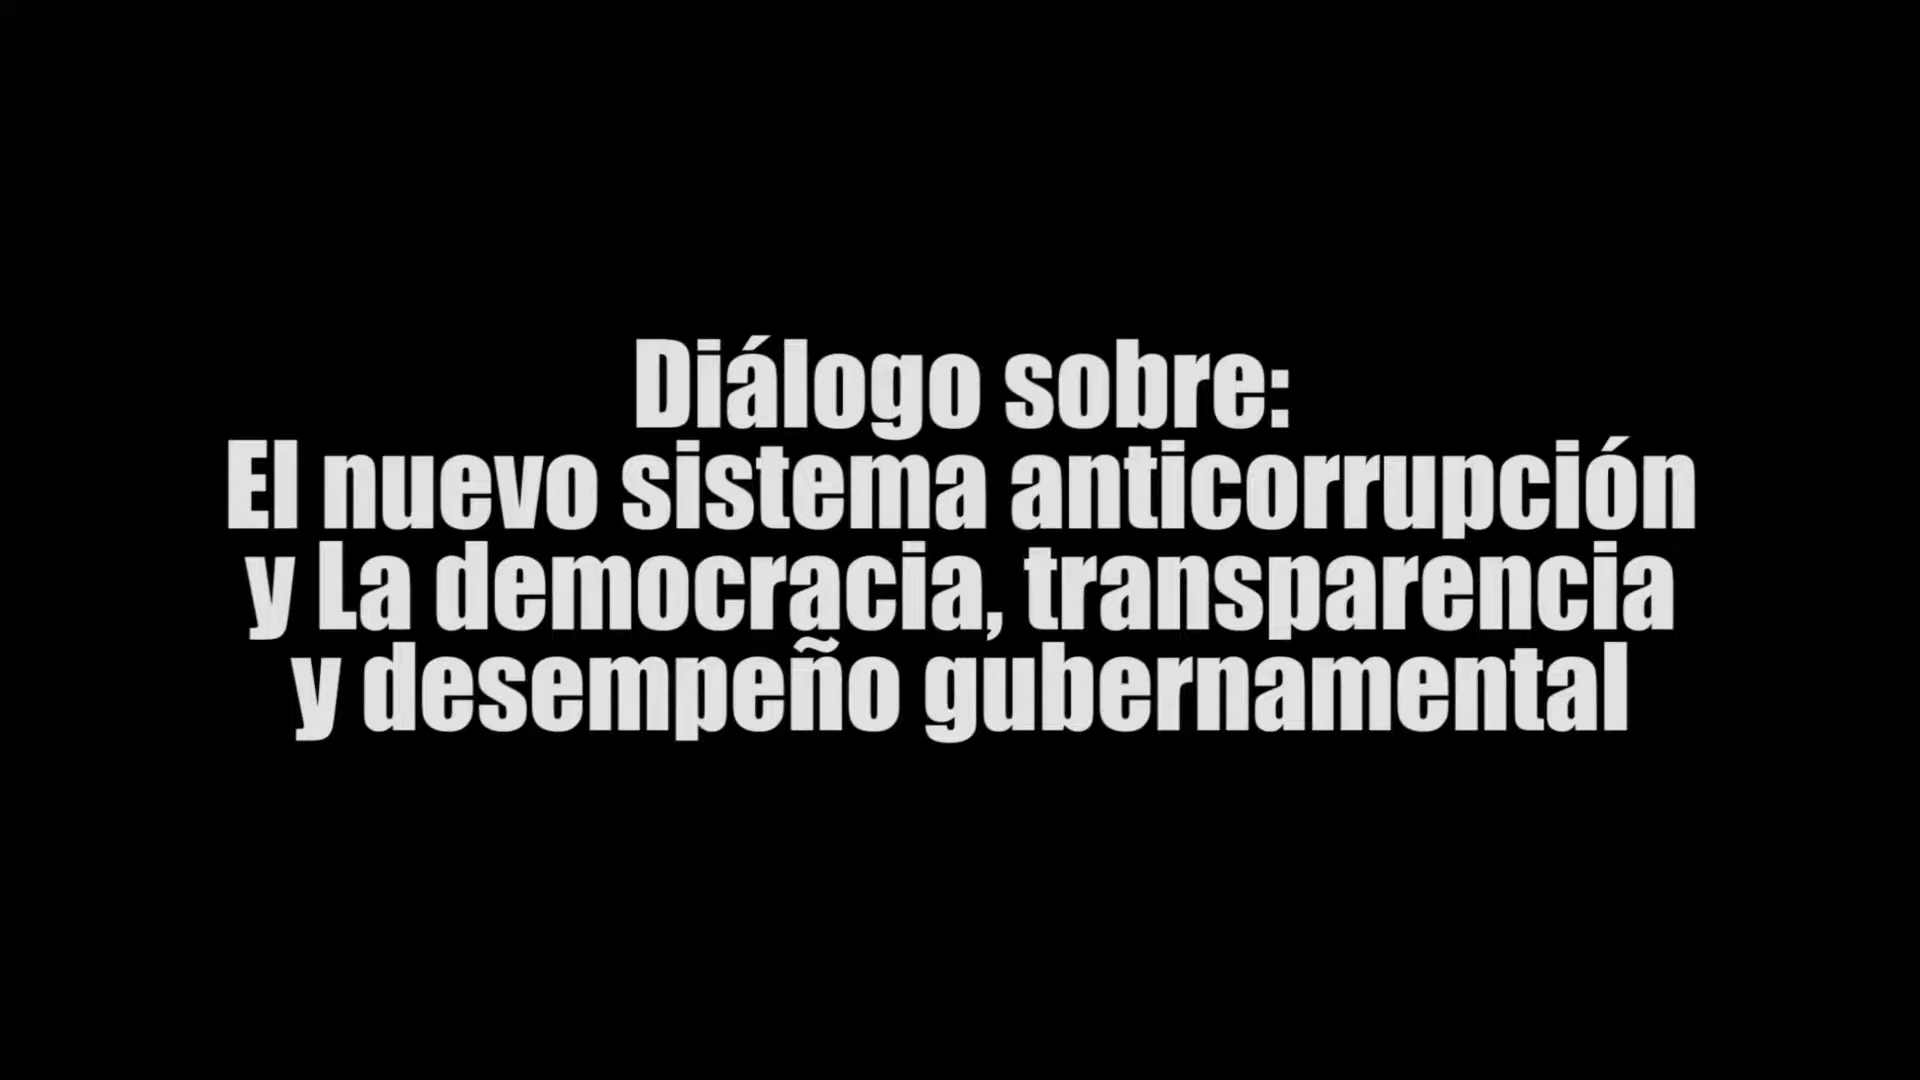 Diálogo sobre:
El nuevo sistema anticorrupción
y La democracia, transparencia
y desempeño gubernamental